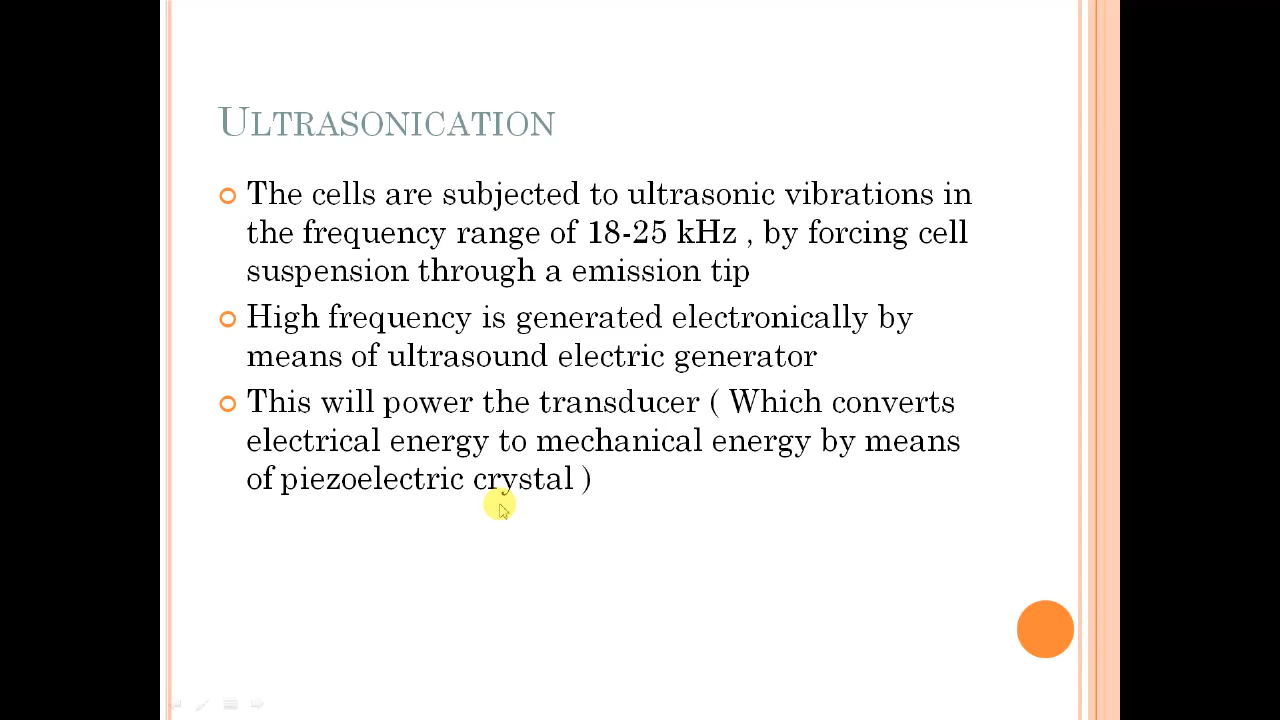 ULTRASONICATION
The cells are subjected to ultrasonic vibrations in
the frequency range of 18-25 kHz , by forcing cell
suspension through a emission tip
High frequency is generated electronically by
means of ultrasound electric generator
This will power the transducer ( Which converts
electrical energy to mechanical energy by means
of piezoelectric crystal )